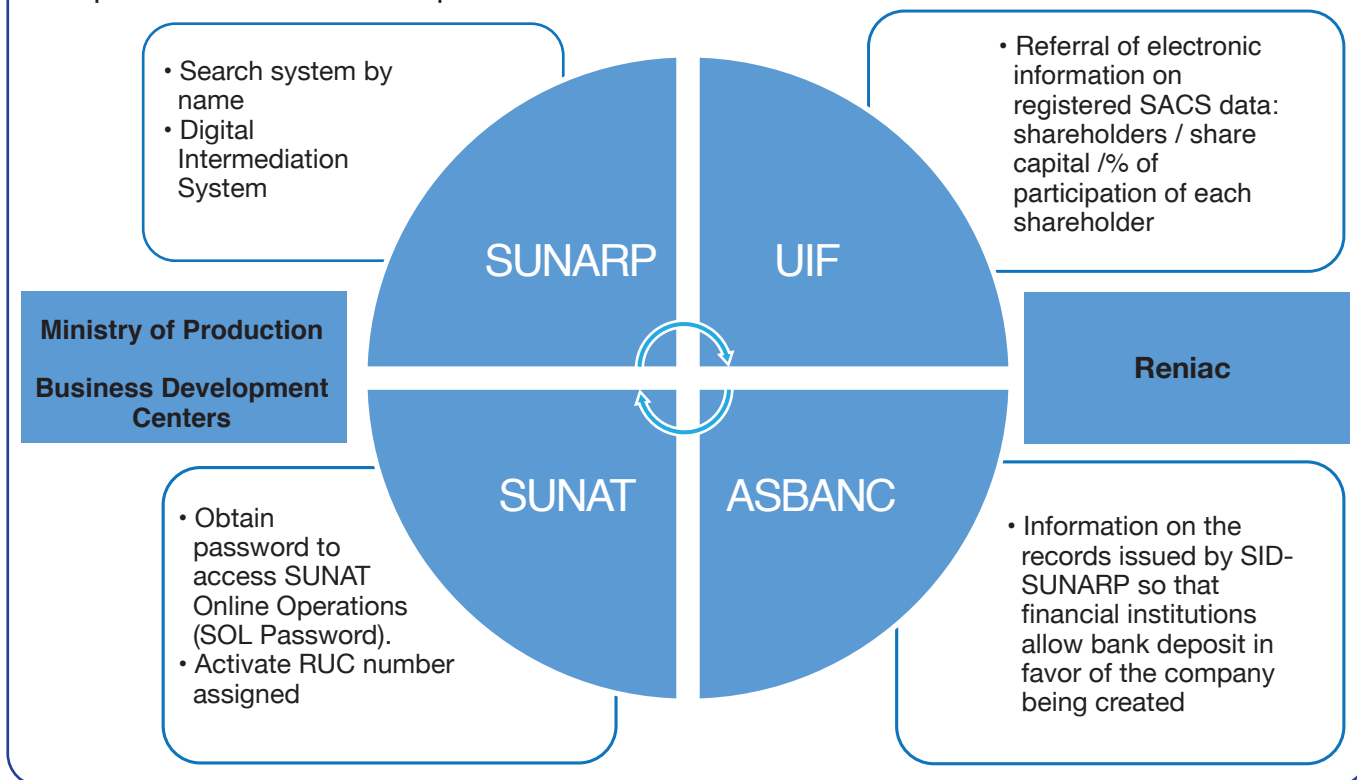 • Search system by
name
• Digital
Intermediation
System
• Referral of electronic
information on
registered SACS data:
shareholders / share
capital /% of
participation of each
shareholder
SUNARP
UIF
Ministry of Production
Business Development
Centers
Reniac
SUNAT
ASBANC
• Obtain
password to
access SUNAT
Online Operations
(SOL Password).
• Activate RUC number
assigned
• Information on the
records issued by SID-
SUNARP so that
financial institutions
allow bank deposit in
favor of the company
being created